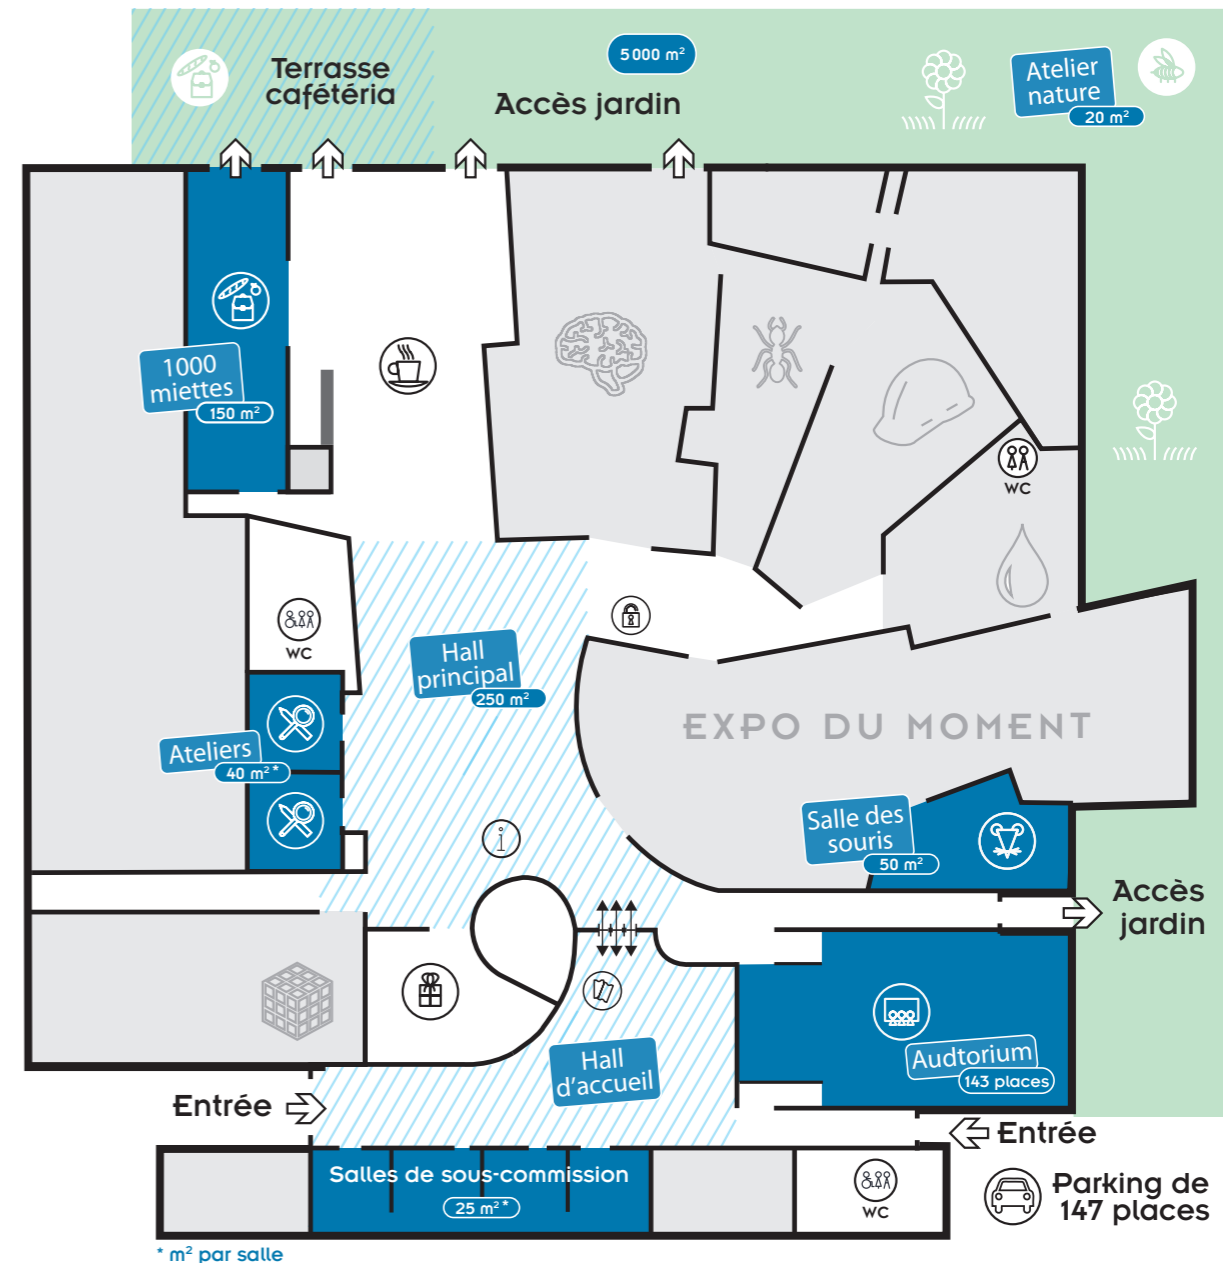 Terrasse
cafétéria
5000 m²
Accès jardin
Atelier
nature
20 m²
1000
miettes
150 m²
WC
WC
Hall
principal
250 m²
EXPO DU MOMENT
Ateliers
40 m² *
i
Salle des
souris
50 m²
Accès
jardin
Hall
d'accueil
Audtorium
143 places
Entrée
Entrée
Salles de sous-commission
25 m² *
WC
Parking de
147 places
* m² par salle